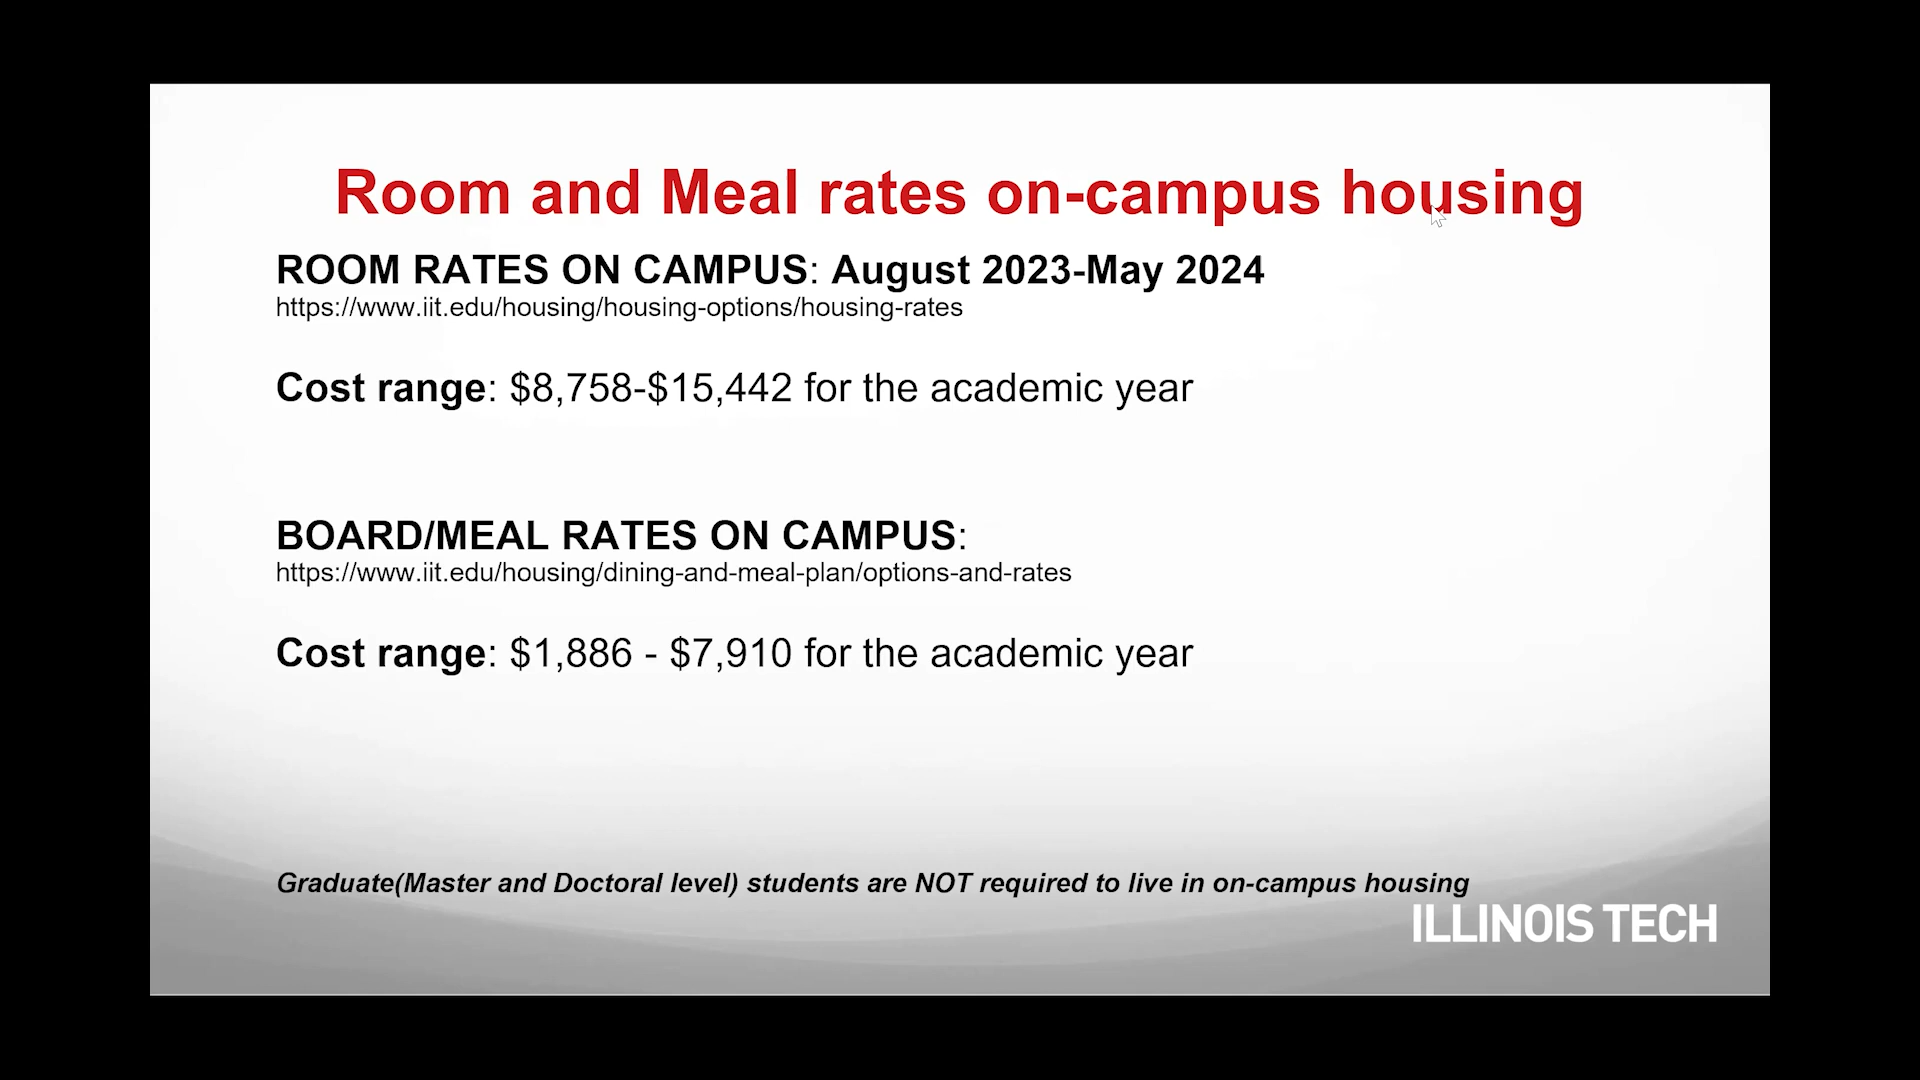 Room and Meal rates on-campus housing
ROOM RATES ON CAMPUS: August 2023-May 2024
https://www.iit.edu/housing/housing-options/housing-rates
Cost range: $8,758-$15,442 for the academic year
BOARD/MEAL RATES ON CAMPUS:
https://www.iit.edu/housing/dining-and-meal-plan/options-and-rates
Cost range: $1,886 - $7,910 for the academic year
Graduate(Master and Doctoral level) students are NOT required to live in on-campus housing
ILLINOIS TECH